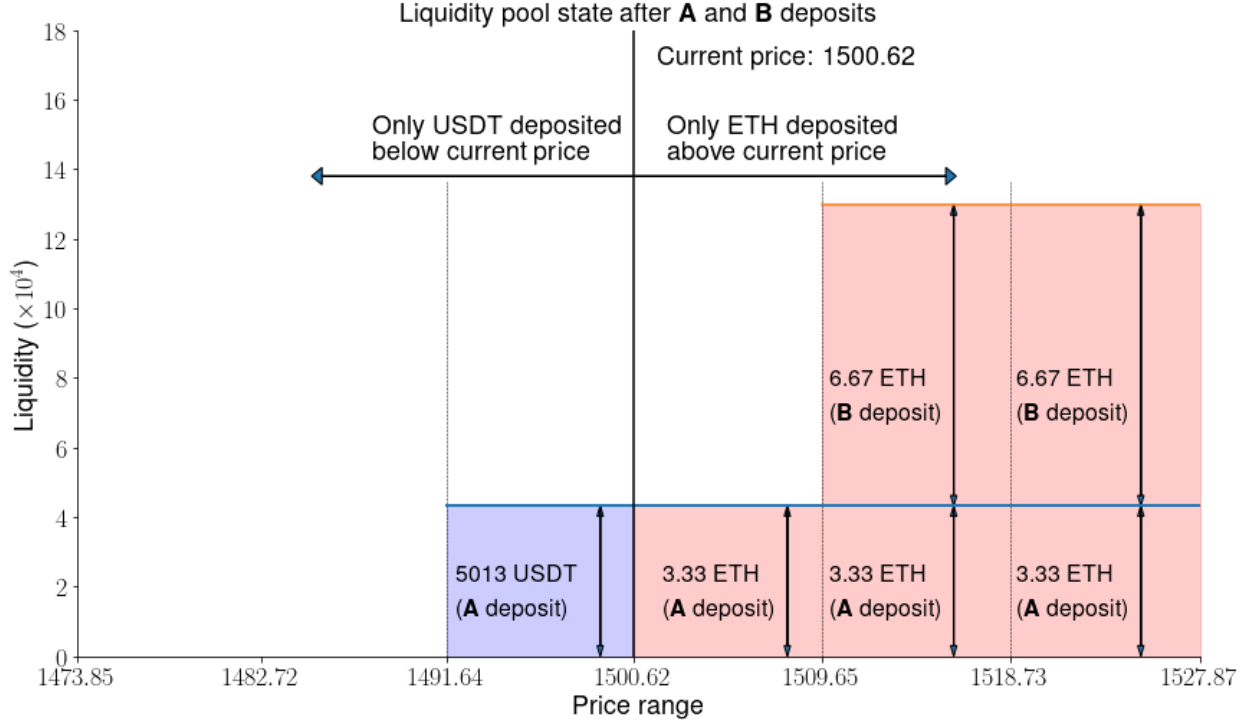 Liquidity pool state after A and B deposits
Current price: 1500.62
Only USDT deposited
below current price
Only ETH deposited
above current price
18
16
14
12
10
8
6
4
2
0
Liquidity (×10⁴)
6.67 ETH
(B deposit)
6.67 ETH
(B deposit)
5013 USDT
(A deposit)
3.33 ETH
(A deposit)
3.33 ETH
(A deposit)
3.33 ETH
(A deposit)
1473.85
1482.72
1491.64
1500.62
1509.65
1518.73
1527.87
Price range